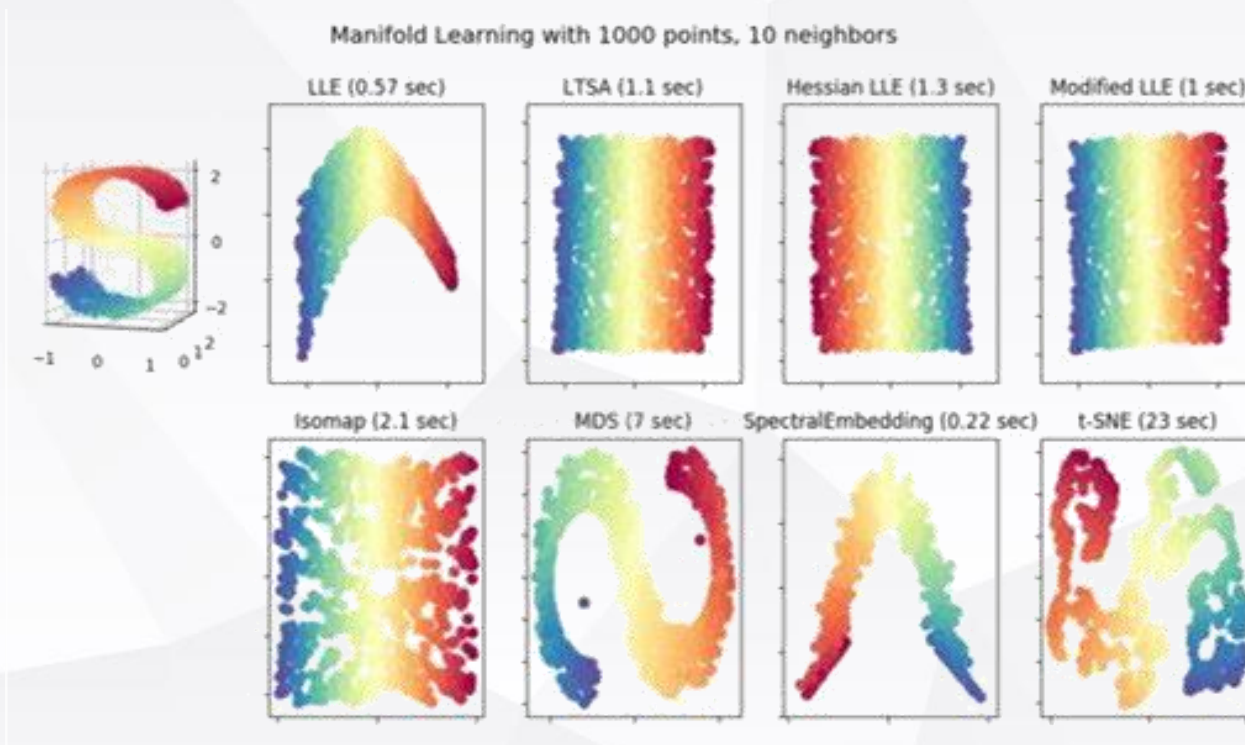 Manifold Learning with 1000 points, 10 neighbors
LLE (0.57 sec)
LTSA (1.1 sec)
Hessian LLE (1.3 sec)
Modified LLE (1 sec)
2
0
−2
−1
0
1
0
1
2
Isomap (2.1 sec)
MDS (7 sec)
SpectralEmbedding (0.22 sec)
t-SNE (23 sec)